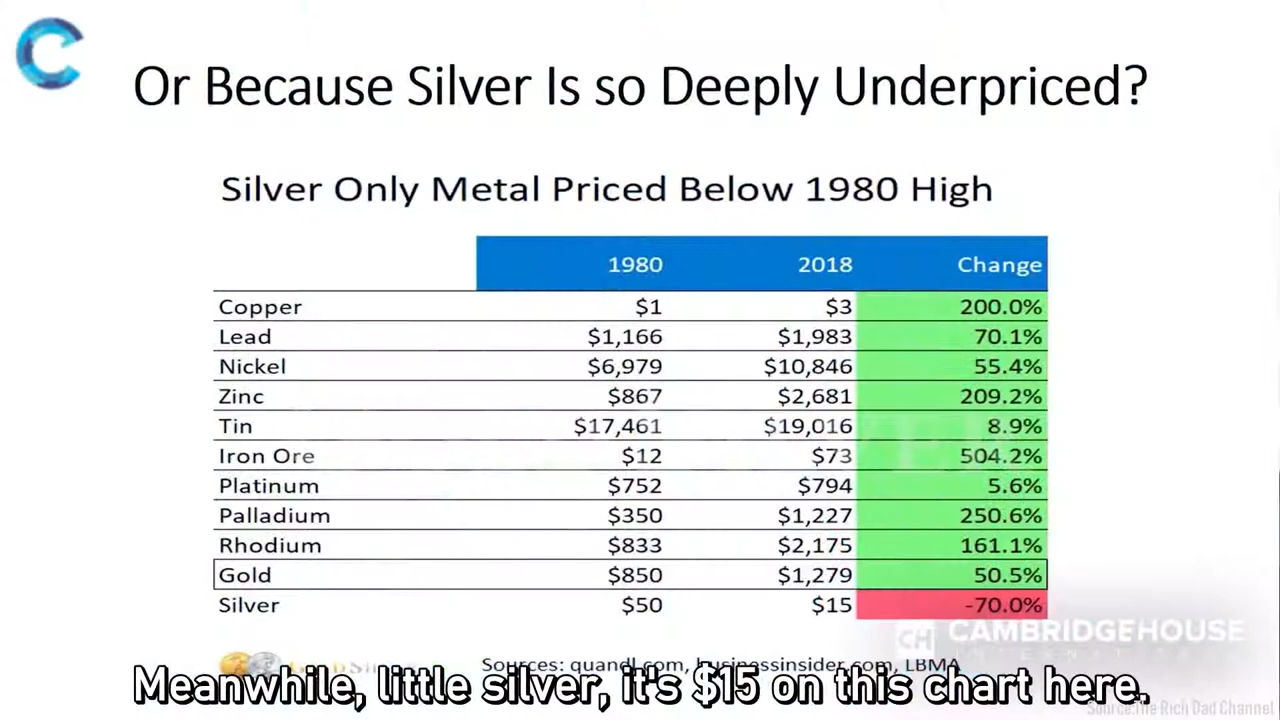 Or Because Silver Is so Deeply Underpriced?
Silver Only Metal Priced Below 1980 High
1980 2018 Change
Copper $1 $3 200.0%
Lead $1,166 $1,983 70.1%
Nickel $6,979 $10,846 55.4%
Zinc $867 $2,681 209.2%
Tin $17,461 $19,016 8.9%
Iron Ore $12 $73 504.2%
Platinum $752 $794 5.6%
Palladium $350 $1,227 250.6%
Rhodium $833 $2,175 161.1%
Gold $850 $1,279 50.5%
Silver $50 $15 -70.0%
CH CAMBRIDGEHOUSE
Sources: quandl.com, businessinsider.com, LBMA
Meanwhile, little silver, it's $15 on this chart here.
Source:The Rich Dad Channel